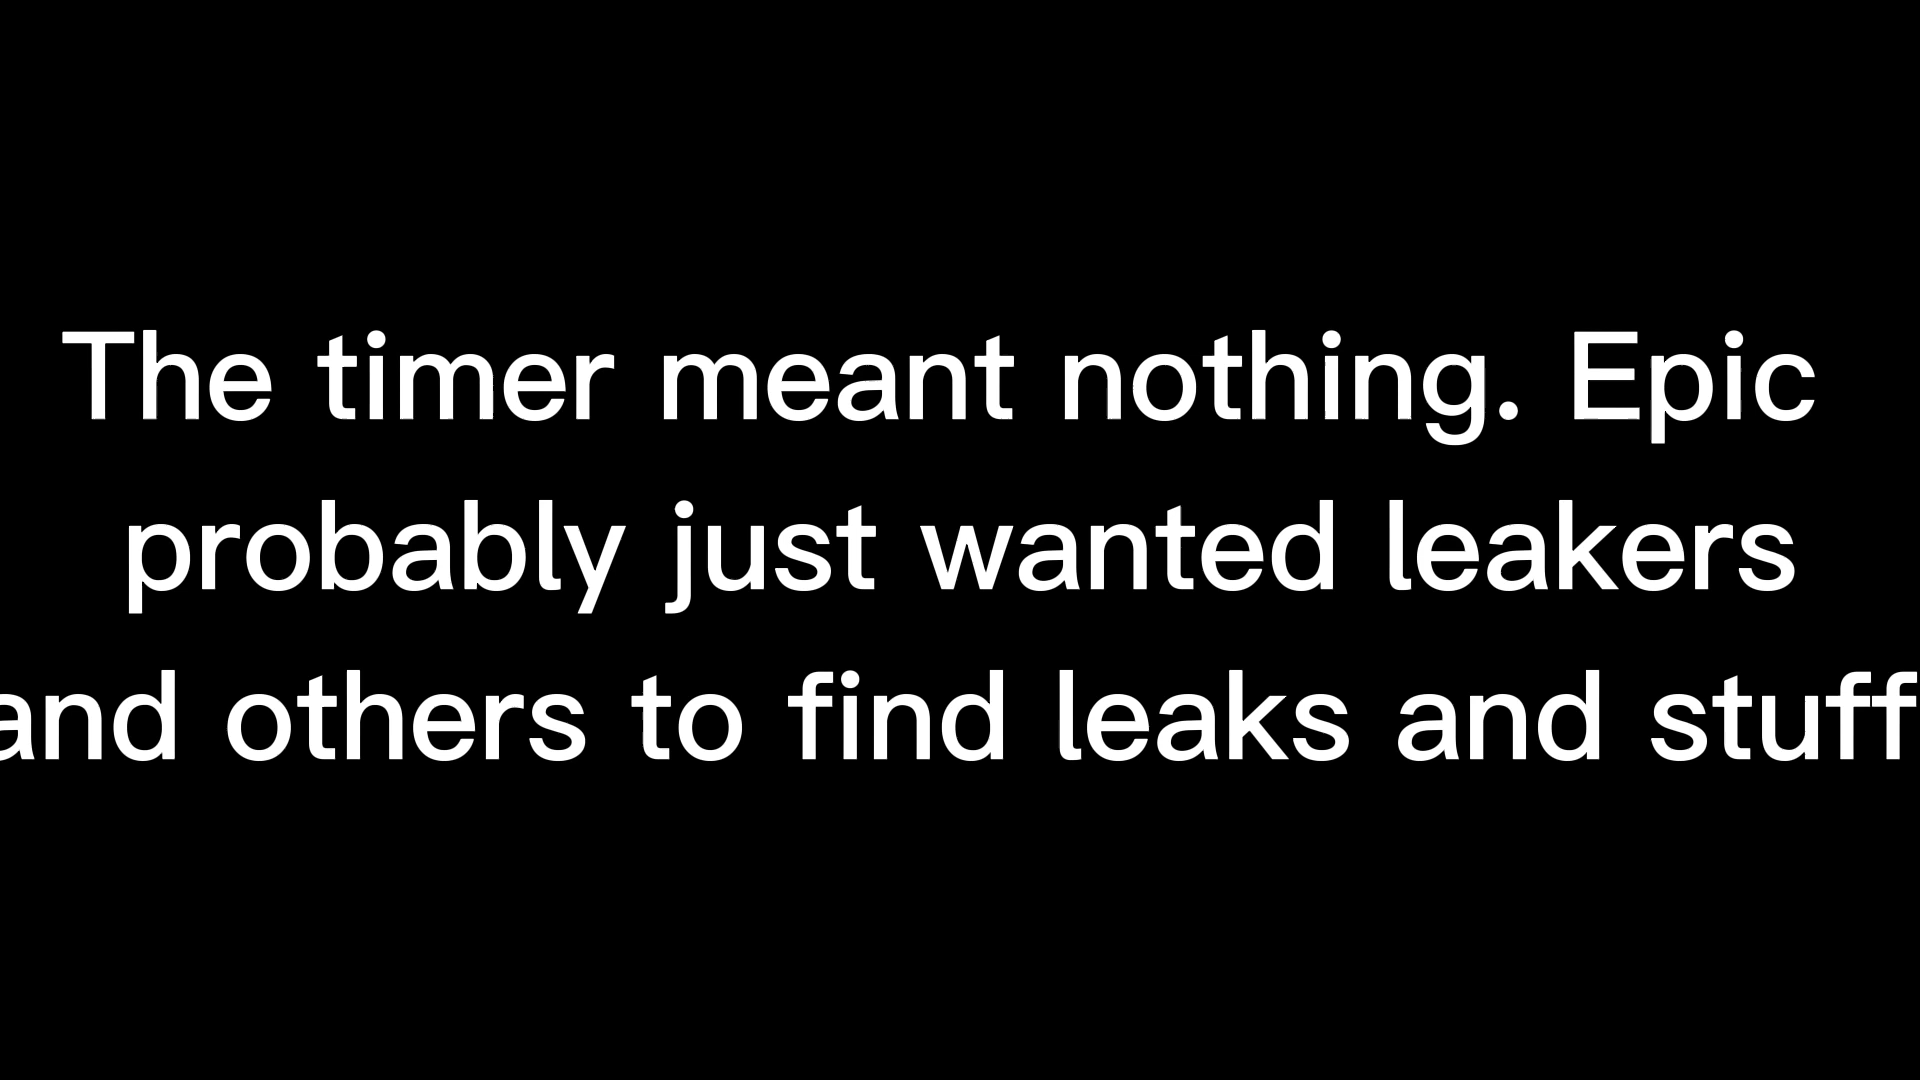 The timer meant nothing. Epic
probably just wanted leakers
and others to find leaks and stuff